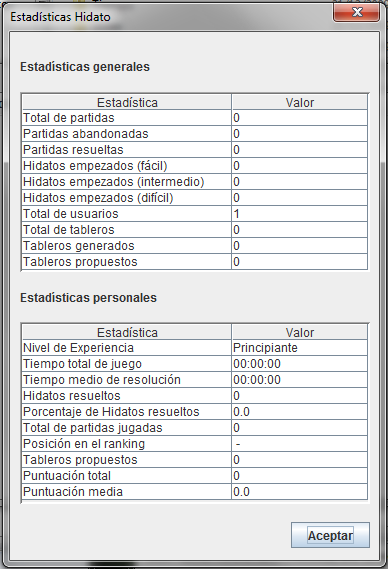 Estadísticas Hidato
Estadísticas generales
Estadística Valor
Total de partidas 0
Partidas abandonadas 0
Partidas resueltas 0
Hidatos empezados (fácil) 0
Hidatos empezados (intermedio) 0
Hidatos empezados (difícil) 0
Total de usuarios 1
Total de tableros 0
Tableros generados 0
Tableros propuestos 0
Estadísticas personales
Estadística Valor
Nivel de Experiencia Principiante
Tiempo total de juego 00:00:00
Tiempo medio de resolución 00:00:00
Hidatos resueltos 0
Porcentaje de Hidatos resueltos 0.0
Total de partidas jugadas 0
Posición en el ranking -
Tableros propuestos 0
Puntuación total 0
Puntuación media 0.0
Aceptar